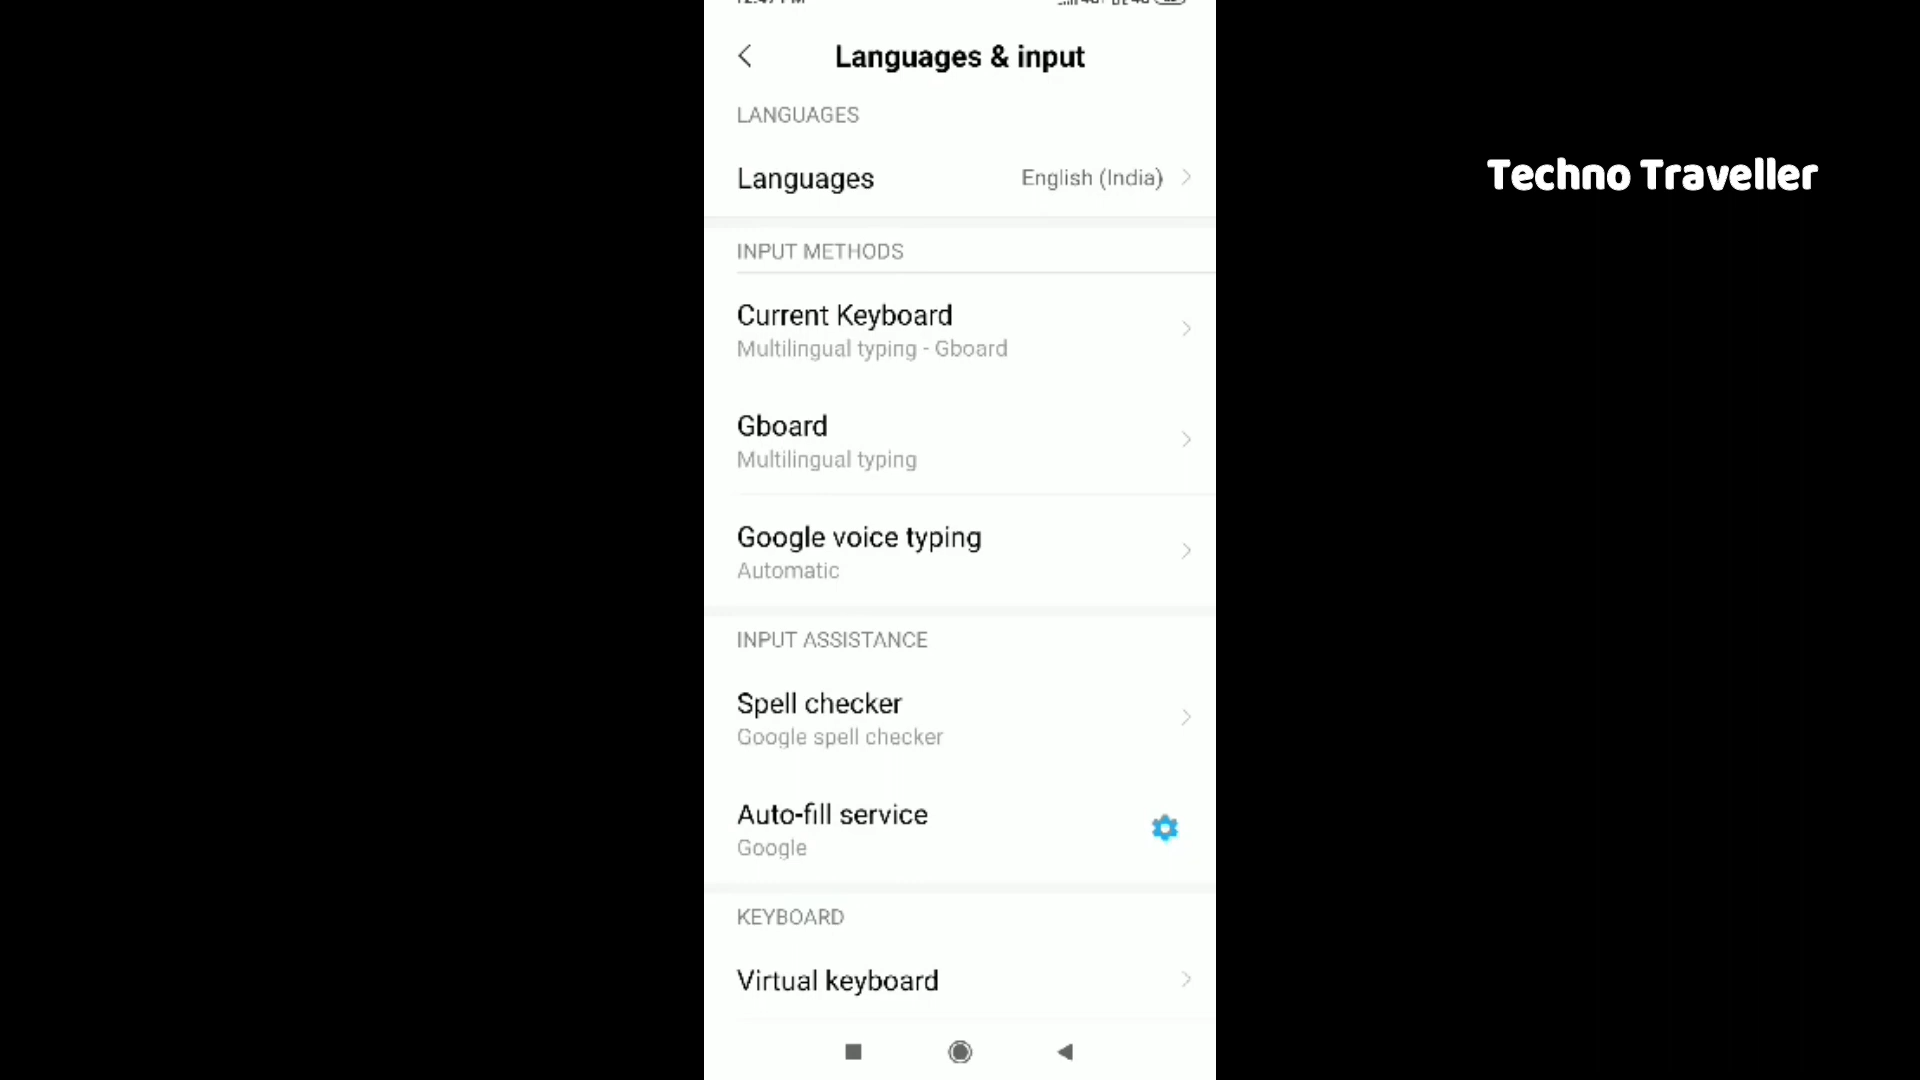 Languages & input
LANGUAGES
Languages English (India)
Techno Traveller
INPUT METHODS
Current Keyboard
Multilingual typing - Gboard
Gboard
Multilingual typing
Google voice typing
Automatic
INPUT ASSISTANCE
Spell checker
Google spell checker
Auto-fill service
Google
KEYBOARD
Virtual keyboard